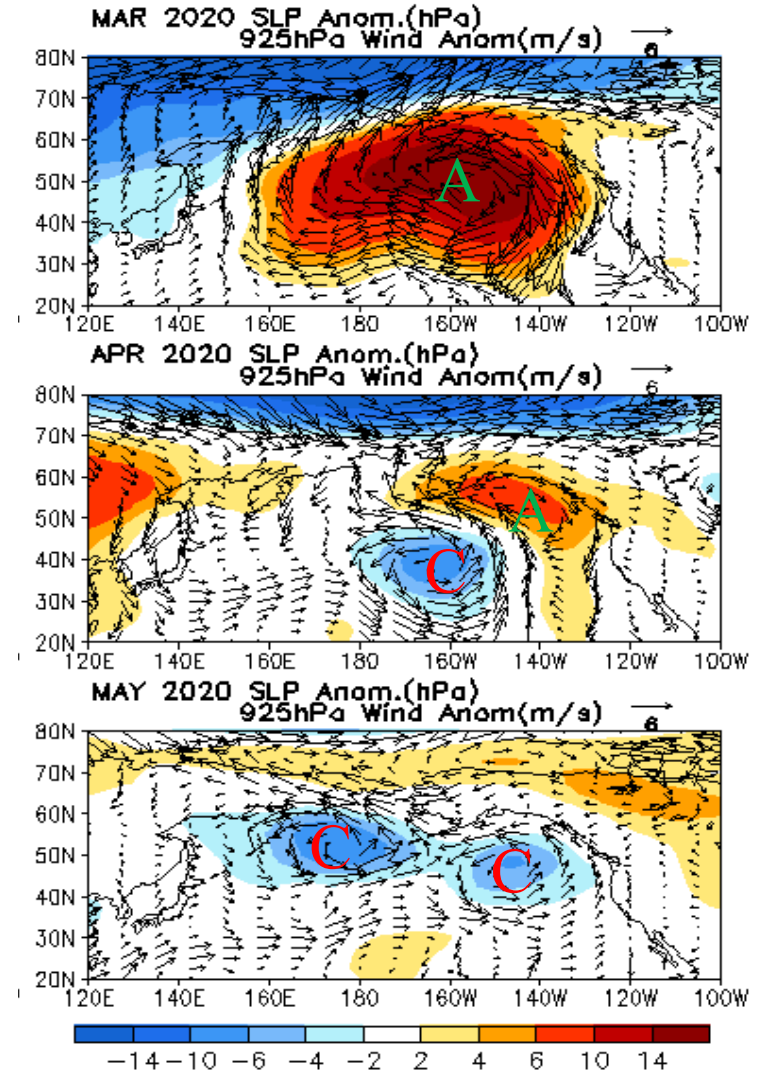 MAR 2020 SLP Anom.(hPa)
925hPa Wind Anom(m/s)
6
80N
70N
60N
50N
40N
30N
20N
A
120E 140E 160E 180 160W 140W 120W 100W
APR 2020 SLP Anom.(hPa)
925hPa Wind Anom(m/s)
6
80N
70N
60N
50N
40N
30N
20N
A
C
120E 140E 160E 180 160W 140W 120W 100W
MAY 2020 SLP Anom.(hPa)
925hPa Wind Anom(m/s)
6
80N
70N
60N
50N
40N
30N
20N
C
C
120E 140E 160E 180 160W 140W 120W 100W
-14 -10 -6 -4 -2 2 4 6 10 14